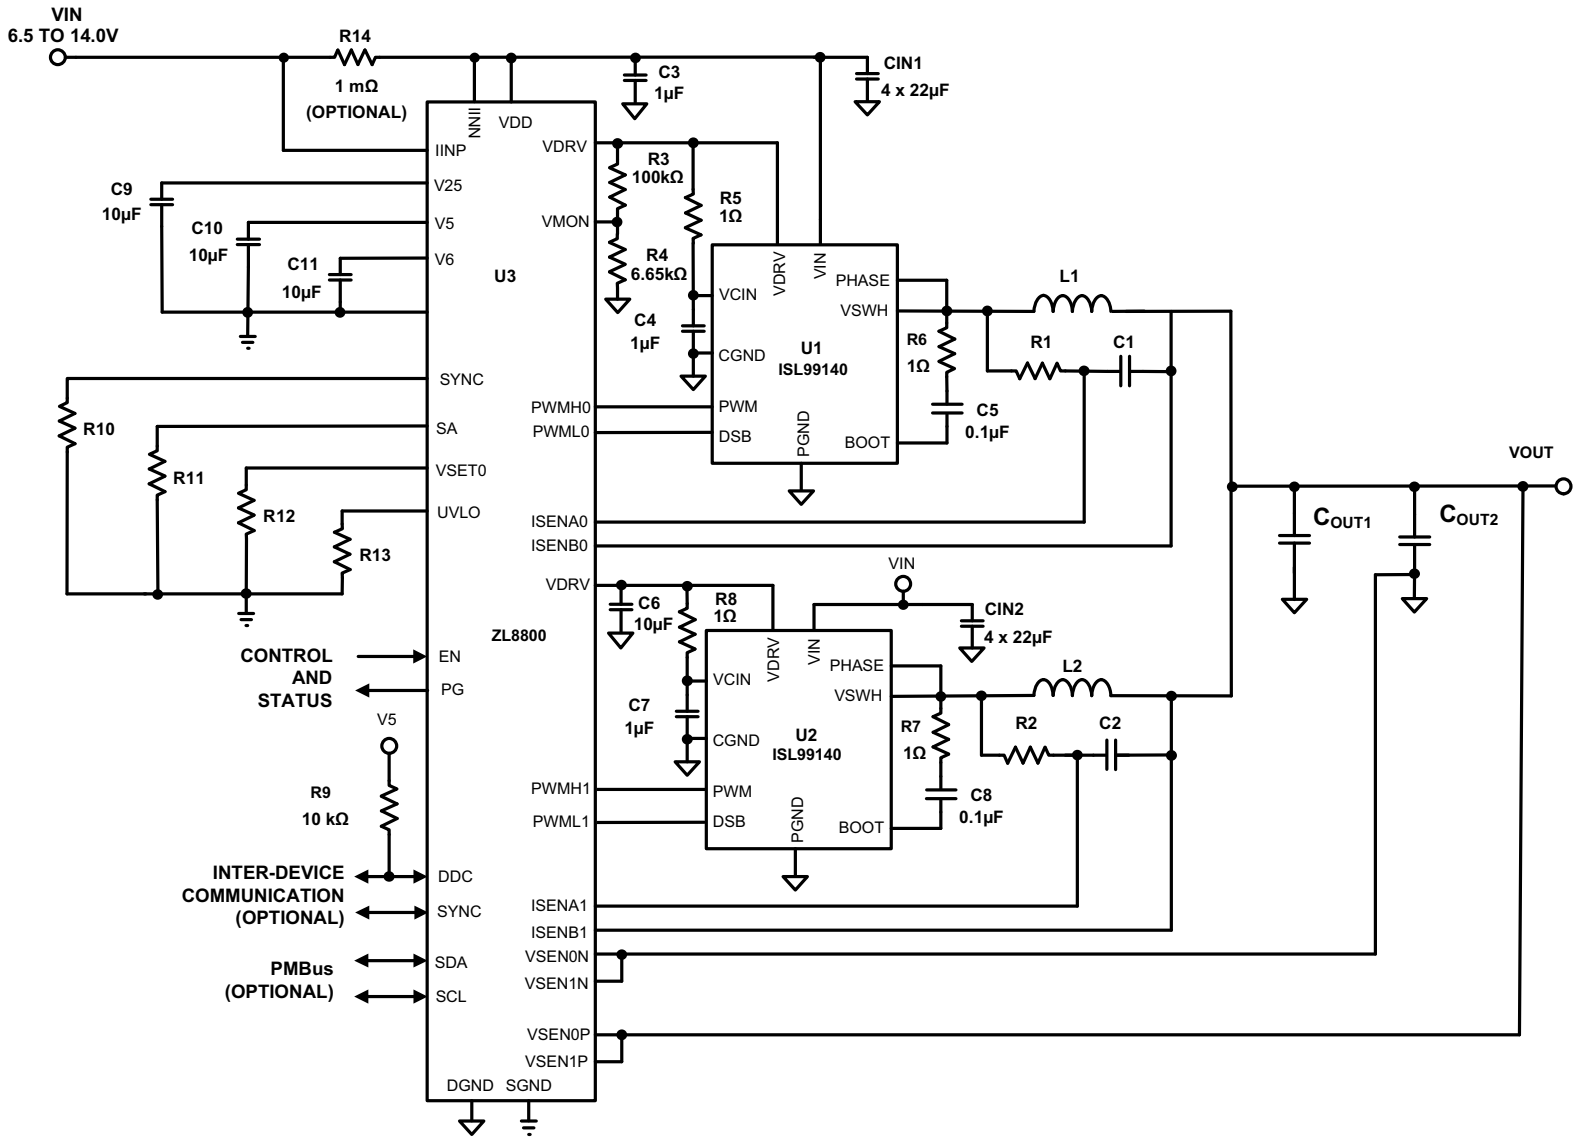 VIN
6.5 TO 14.0V
R14
1 mΩ
(OPTIONAL)
C3
1µF
CIN1
4 x 22µF
IINN
VDD
IINP
V25
V5
V6
U3
C9
10µF
C10
10µF
C11
10µF
VDRV
VMON
R3
100kΩ
R4
6.65kΩ
R5
1Ω
C4
1µF
VCIN
CGND
VDRV
VIN
PHASE
VSWH
U1
ISL99140
PWM
DSB
PGND
BOOT
R6
1Ω
C5
0.1µF
L1
R1
C1
SYNC
SA
VSET0
UVLO
R10
R11
R12
R13
PWMH0
PWML0
ISENA0
ISENB0
VOUT
COUT1
COUT2
VDRV
C6
10µF
R8
1Ω
VIN
CIN2
4 x 22µF
ZL8800
C7
1µF
VCIN
CGND
VDRV
VIN
PHASE
VSWH
U2
ISL99140
PWM
DSB
PGND
BOOT
R7
1Ω
C8
0.1µF
L2
R2
C2
CONTROL
AND
STATUS
EN
PG
V5
R9
10 kΩ
PWMH1
PWML1
INTER-DEVICE
COMMUNICATION
(OPTIONAL)
DDC
SYNC
PMBus
(OPTIONAL)
SDA
SCL
ISENA1
ISENB1
VSEN0N
VSEN1N
VSEN0P
VSEN1P
DGND
SGND